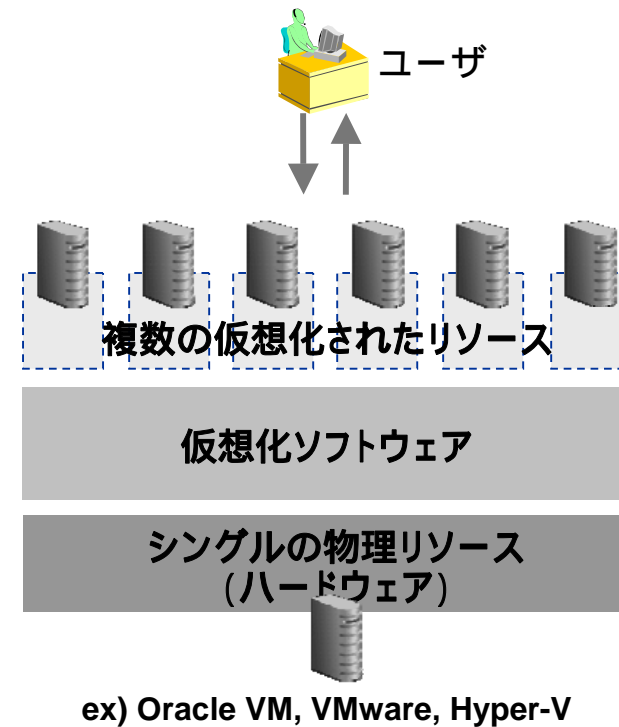 ユーザ
複数の仮想化されたリソース
仮想化ソフトウェア
シングルの物理リソース
(ハードウェア)
ex) Oracle VM, VMware, Hyper-V